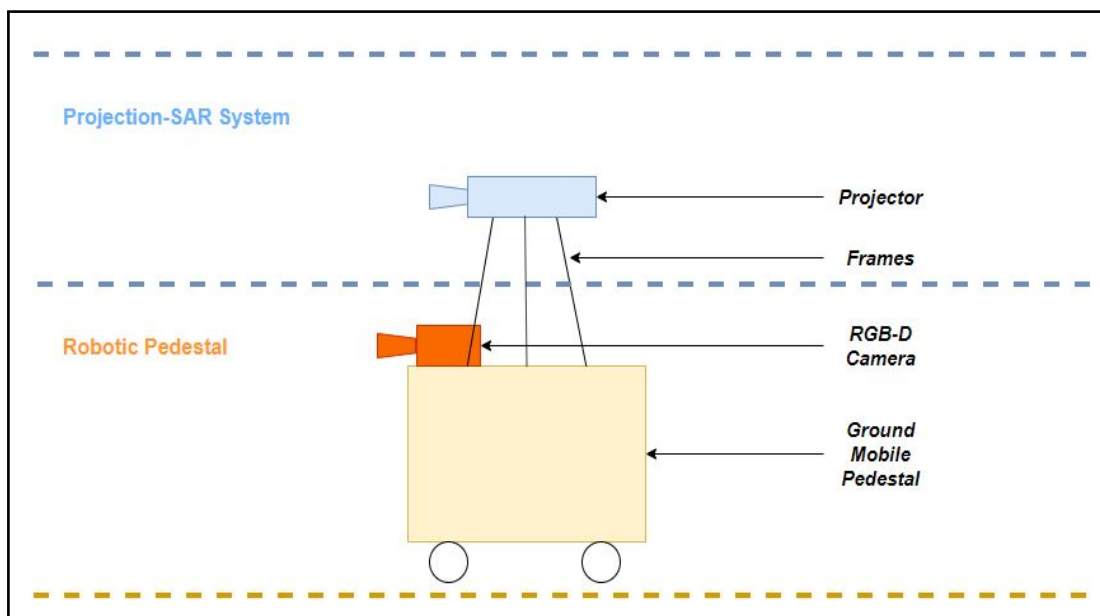 Projection-SAR System
Projector
Frames
Robotic Pedestal
RGB-D
Camera
Ground
Mobile
Pedestal